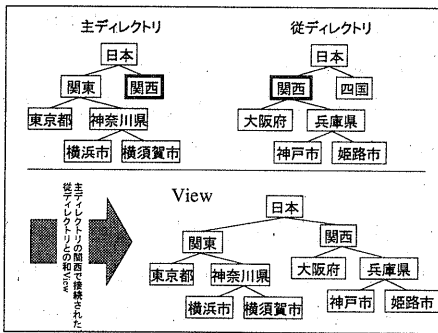 主ディレクトリ 従ディレクトリ
日本 日本
関東 関西 関西 四国
東京都 神奈川県 大阪府 兵庫県
横浜市 横須賀市 神戸市 姫路市
主ディレクトリの関西で接続された
従ディレクトリとの和View
View
日本
関東 関西
東京都 神奈川県 大阪府 兵庫県
横浜市 横須賀市 神戸市 姫路市